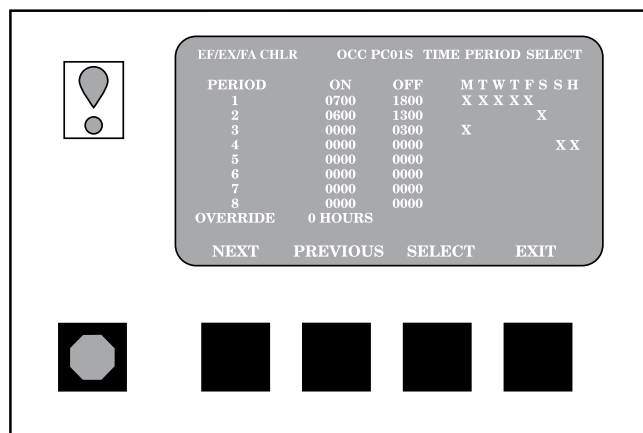 EF/EX/FA CHLR OCC PC01S TIME PERIOD SELECT
PERIOD ON OFF M T W T F S S H
1 0700 1800 X X X X X
2 0600 1300 X
3 0000 0300 X
4 0000 0000 X X
5 0000 0000
6 0000 0000
7 0000 0000
8 0000 0000
OVERRIDE 0 HOURS
NEXT PREVIOUS SELECT EXIT